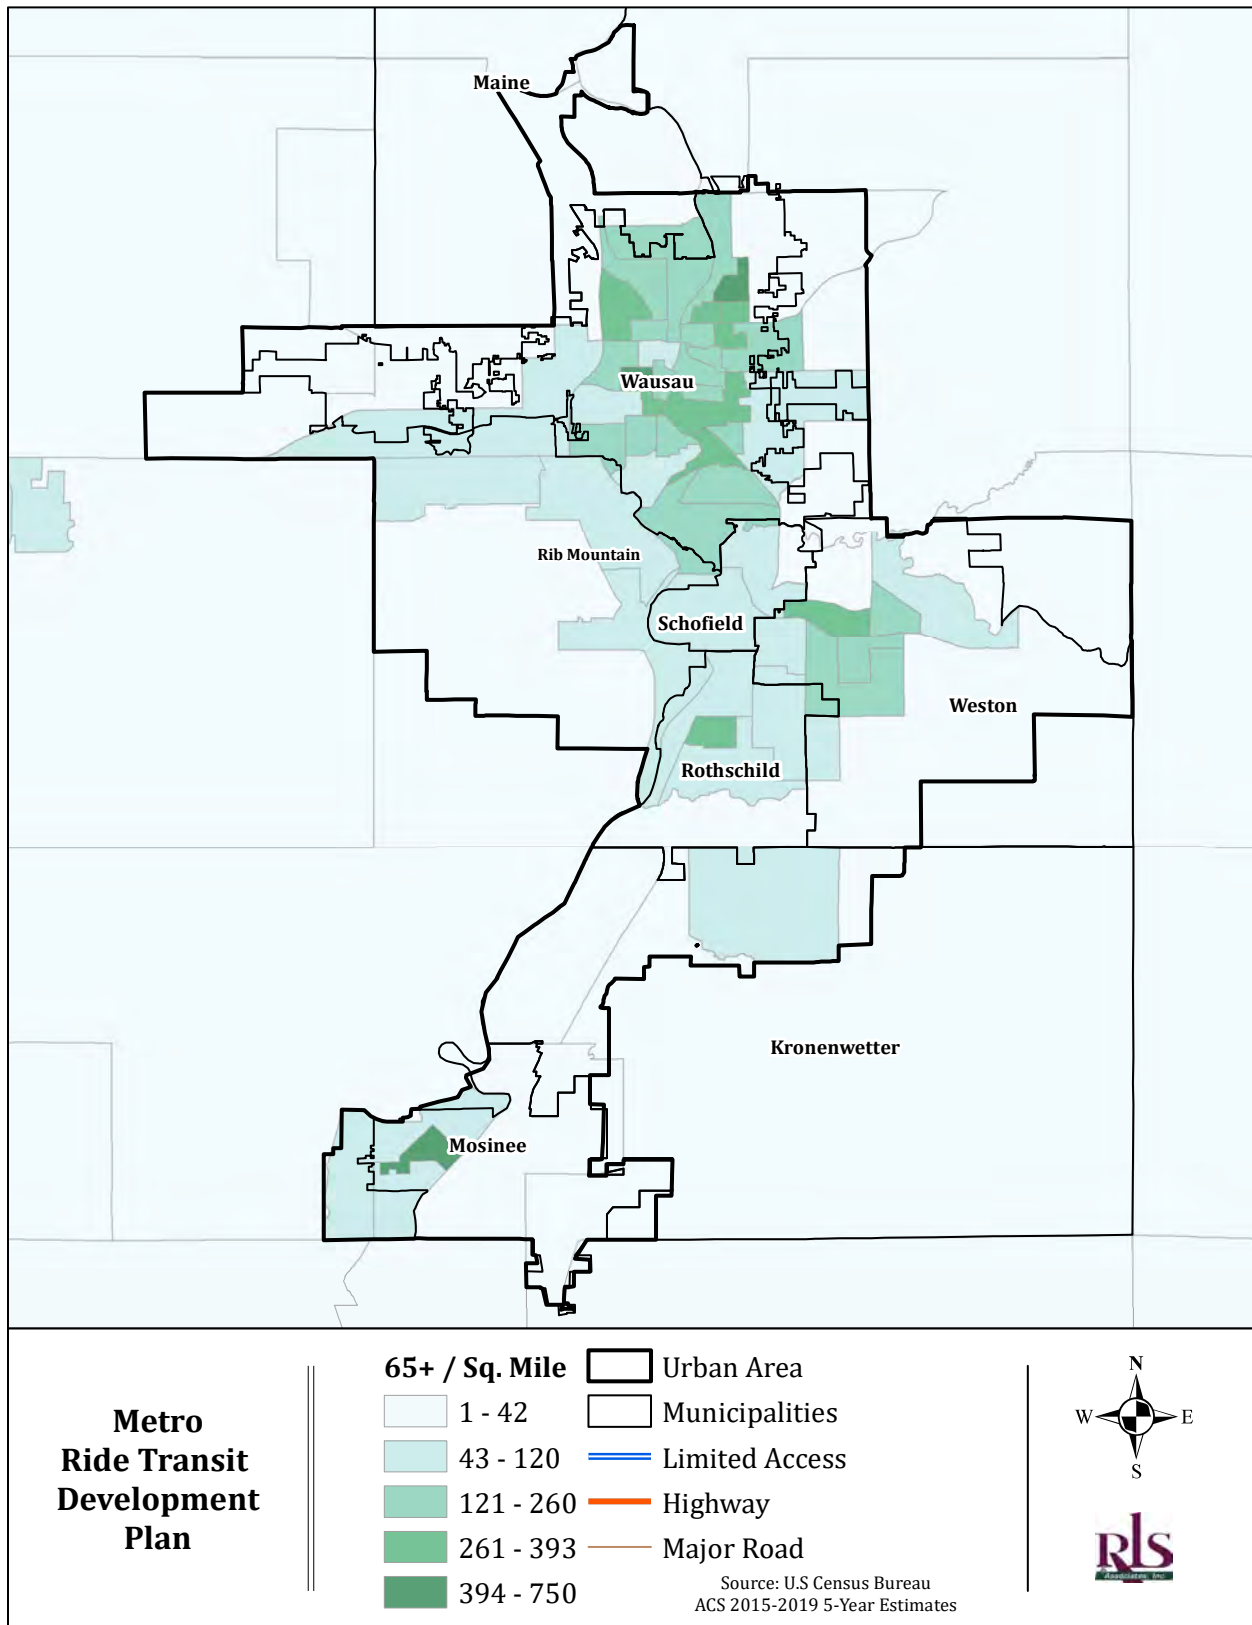 Maine
Wausau
Rib Mountain
Schofield
Weston
Rothschild
Kronenwetter
Mosinee
Metro
Ride Transit
Development
Plan
65+ / Sq. Mile
1 - 42
43 - 120
121 - 260
261 - 393
394 - 750
Urban Area
Municipalities
Limited Access
Highway
Major Road
Source: U.S Census Bureau
ACS 2015-2019 5-Year Estimates
N
W E
S
RLS
& Associates, Inc.